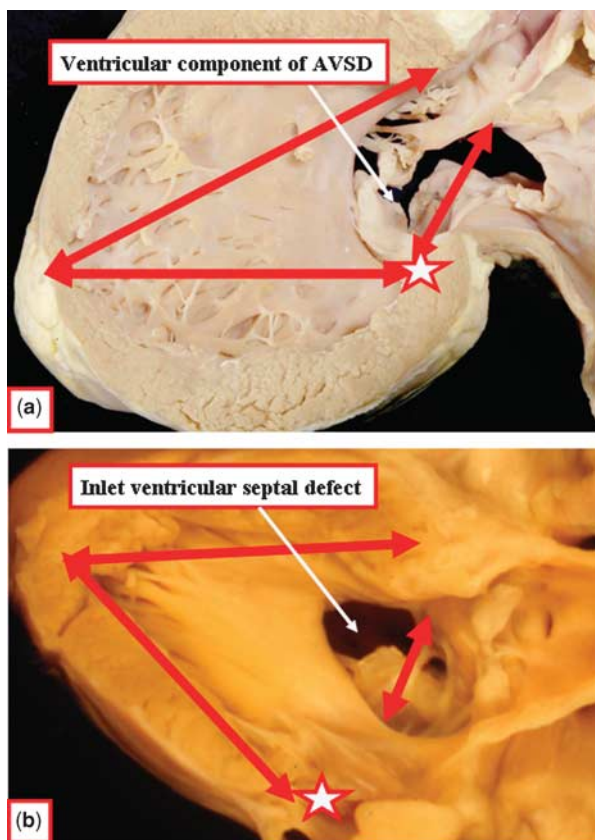 Ventricular component of AVSD
(a)
Inlet ventricular septal defect
(b)